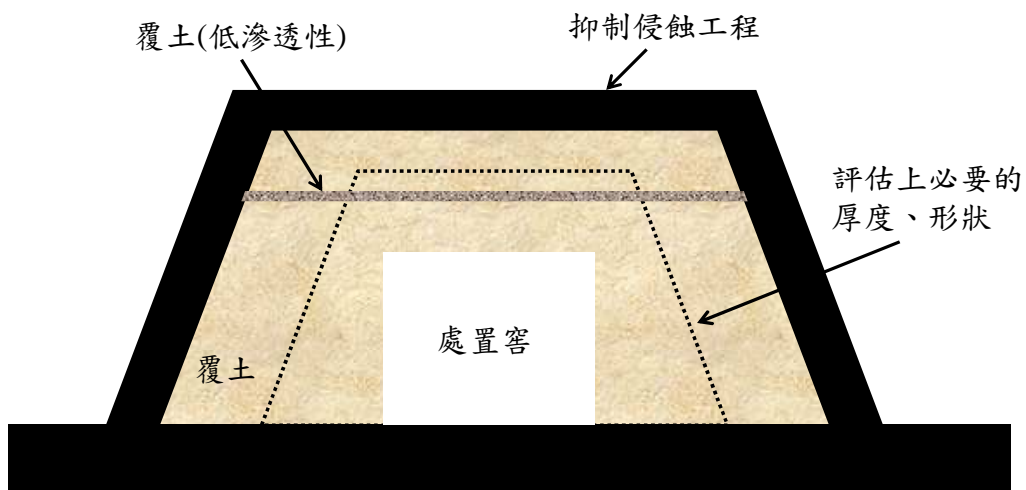 抑制侵蝕工程
覆土(低滲透性)
評估上必要的
厚度、形狀
處置窖
覆土